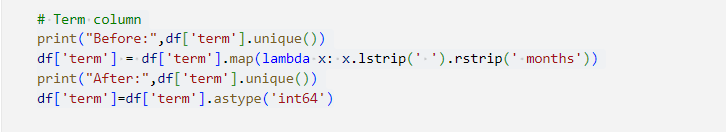 # Term column
print("Before:",df['term'].unique())
df['term'] = df['term'].map(lambda x: x.lstrip(' ').rstrip(' months'))
print("After:",df['term'].unique())
df['term']=df['term'].astype('int64')